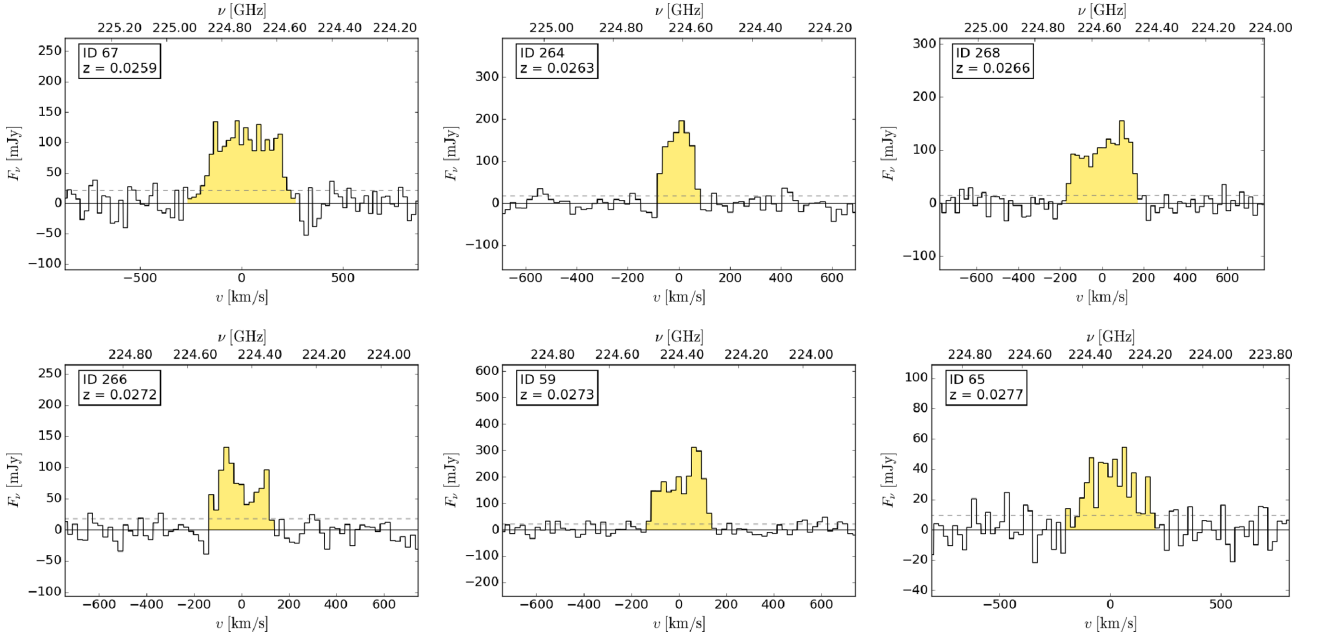 ν [GHz]
225.20 225.00 224.80 224.60 224.40 224.20
ID 67
z = 0.0259
250
200
150
100
50
0
−50
−100
F_ν [mJy]
−500 0 500
v [km/s]
ν [GHz]
225.00 224.80 224.60 224.40 224.20
ID 264
z = 0.0263
300
200
100
0
−100
F_ν [mJy]
−600 −400 −200 0 200 400 600
v [km/s]
ν [GHz]
225.00 224.80 224.60 224.40 224.20 224.00
ID 268
z = 0.0266
300
200
100
0
−100
F_ν [mJy]
−600 −400 −200 0 200 400 600
v [km/s]
ν [GHz]
224.80 224.60 224.40 224.20 224.00
ID 266
z = 0.0272
250
200
150
100
50
0
−50
−100
F_ν [mJy]
−600 −400 −200 0 200 400 600
v [km/s]
ν [GHz]
224.80 224.60 224.40 224.20 224.00
ID 59
z = 0.0273
600
500
400
300
200
100
0
−100
−200
F_ν [mJy]
−600 −400 −200 0 200 400 600
v [km/s]
ν [GHz]
224.80 224.60 224.40 224.20 224.00 223.80
ID 65
z = 0.0277
100
80
60
40
20
0
−20
−40
F_ν [mJy]
−500 0 500
v [km/s]